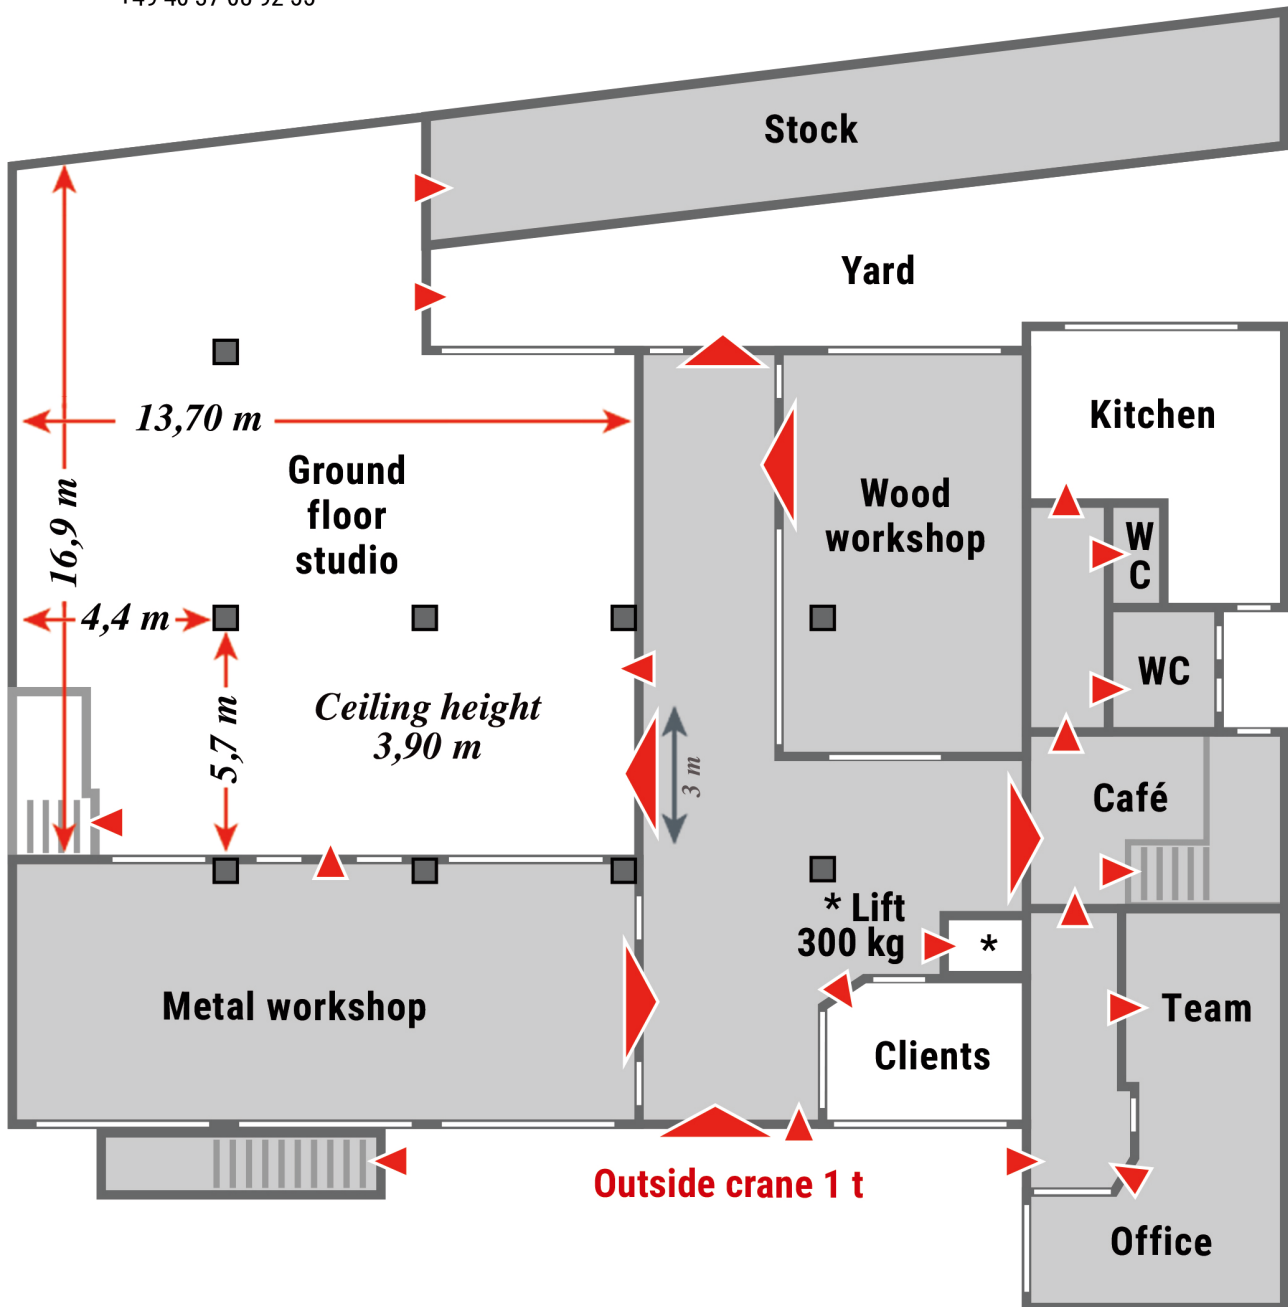 Stock
Yard
Kitchen
13,70 m
Ground
floor
studio
16,9 m
Wood
workshop
W
C
4,4 m
WC
5,7 m
Ceiling height
3,90 m
3 m
Café
* Lift
300 kg
*
Metal workshop
Team
Clients
Outside crane 1 t
Office